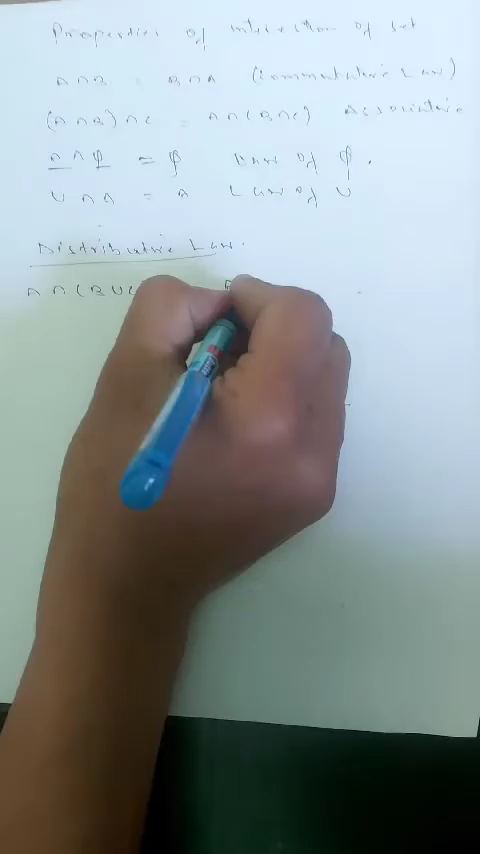 Properties of intersection of set
A∩B = B∩A (Commutative Law)
(A∩B)∩C = A∩(B∩C) Associative
A∩φ = φ Law of φ.
U∩A = A Law of U
Distributive Law.
A∩(B∪C